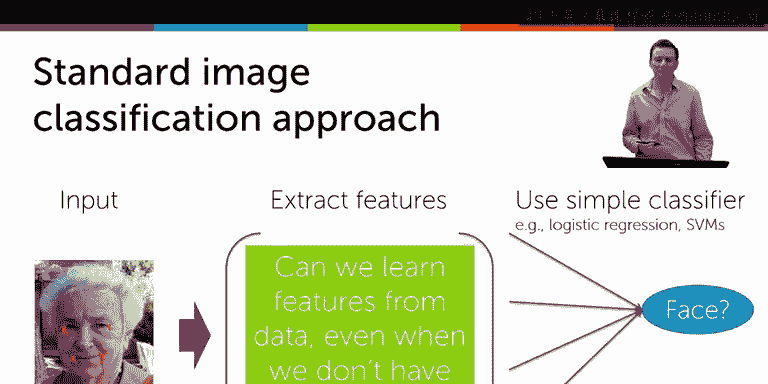 Standard image
classification approach
Input
Extract features
Use simple classifier
e.g., logistic regression, SVMs
Can we learn
features from
data, even when
we don't have
Face?